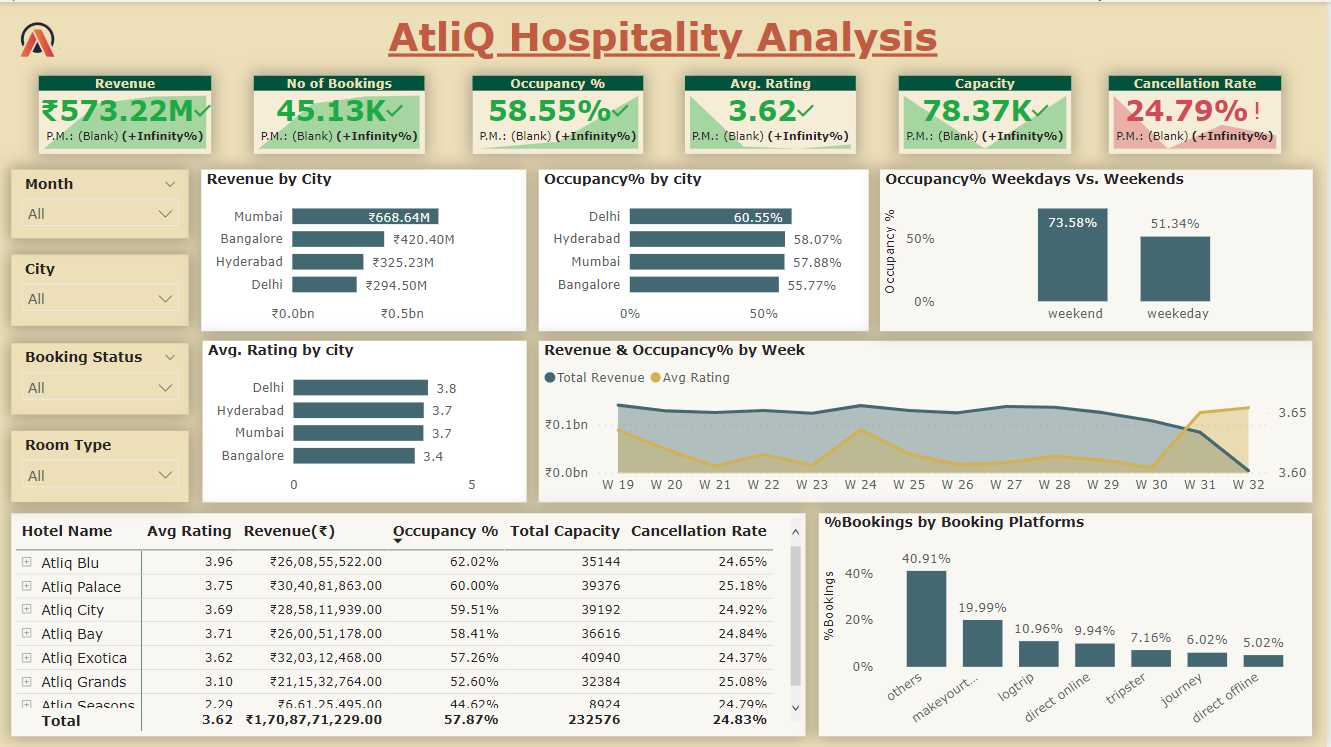 AtliQ Hospitality Analysis
Revenue
₹573.22M
P.M.: (Blank) (+Infinity%)
No of Bookings
45.13K
P.M.: (Blank) (+Infinity%)
Occupancy %
58.55%
P.M.: (Blank) (+Infinity%)
Avg. Rating
3.62
P.M.: (Blank) (+Infinity%)
Capacity
78.37K
P.M.: (Blank) (+Infinity%)
Cancellation Rate
24.79%!
P.M.: (Blank) (+Infinity%)
Month
All
City
All
Booking Status
All
Room Type
All
Revenue by City
Mumbai ₹668.64M
Bangalore ₹420.40M
Hyderabad ₹325.23M
Delhi ₹294.50M
₹0.0bn ₹0.5bn
Occupancy% by city
Delhi 60.55%
Hyderabad 58.07%
Mumbai 57.88%
Bangalore 55.77%
0% 50%
Occupancy% Weekdays Vs. Weekends
Occupancy %
50%
0%
73.58% 51.34%
weekend weekeday
Avg. Rating by city
Delhi 3.8
Hyderabad 3.7
Mumbai 3.7
Bangalore 3.4
0 5
Revenue & Occupancy% by Week
Total Revenue Avg Rating
₹0.1bn 3.65
₹0.0bn 3.60
W 19 W 20 W 21 W 22 W 23 W 24 W 25 W 26 W 27 W 28 W 29 W 30 W 31 W 32
Hotel Name Avg Rating Revenue(₹) Occupancy % Total Capacity Cancellation Rate
Atliq Blu 3.96 ₹26,08,55,522.00 62.02% 35144 24.65%
Atliq Palace 3.75 ₹30,40,81,863.00 60.00% 39376 25.18%
Atliq City 3.69 ₹28,58,11,939.00 59.51% 39192 24.92%
Atliq Bay 3.71 ₹26,00,51,178.00 58.41% 36616 24.84%
Atliq Exotica 3.62 ₹32,03,12,468.00 57.26% 40940 24.37%
Atliq Grands 3.10 ₹21,15,32,764.00 52.60% 32384 25.08%
Atliq Seasons 2.29 ₹6,61,25,495.00 44.62% 8924 24.79%
Total 3.62 ₹1,70,87,71,229.00 57.87% 232576 24.83%
%Bookings by Booking Platforms
%Bookings
40%
20%
0%
40.91% 19.99% 10.96% 9.94% 7.16% 6.02% 5.02%
others makeyourt... logtrip direct online tripster journey direct offline